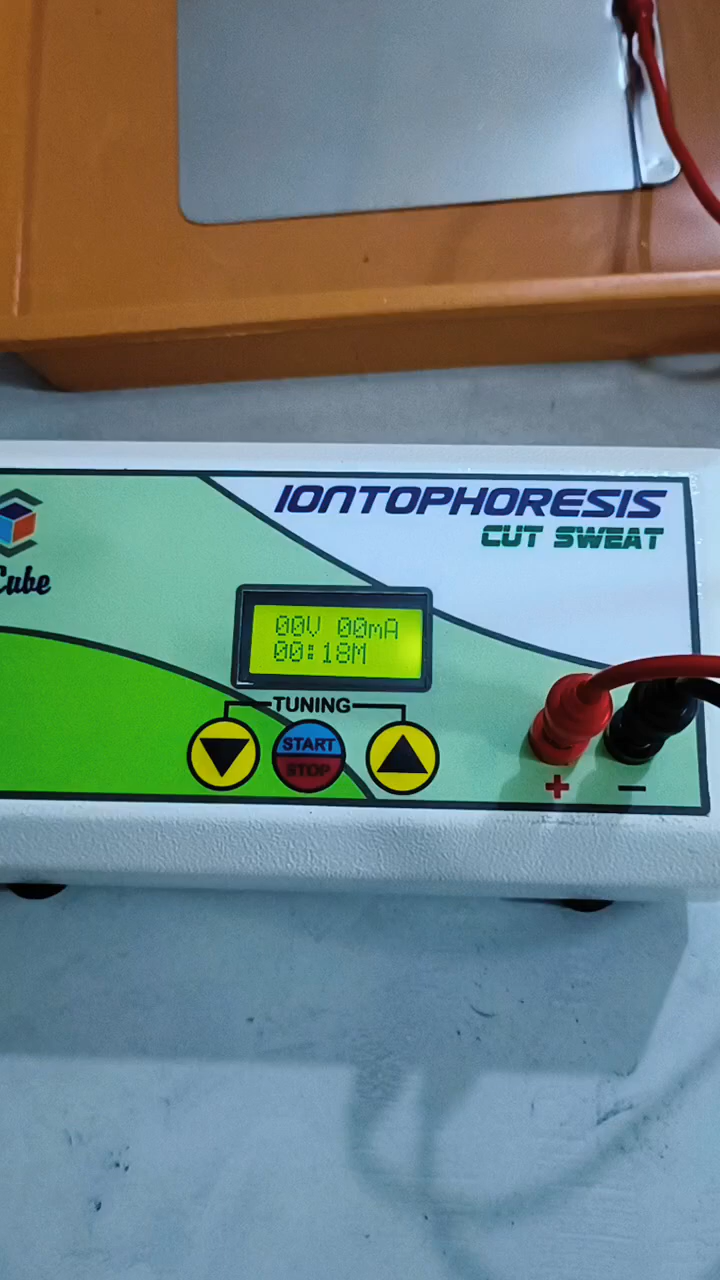 IONTOPHORESIS
CUT SWEAT
Cube
00V 00mA
00:18M
TUNING
START
STOP
+ −